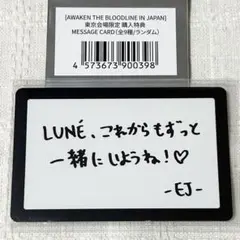 [AWAKEN THE BLOODLINE IN JAPAN]
東京会場限定 購入特典
MESSAGE CARD（全9種/ランダム）
4 573673 900398
LUNÉ、これからもずっと
一緒にしようね！♡
-EJ-